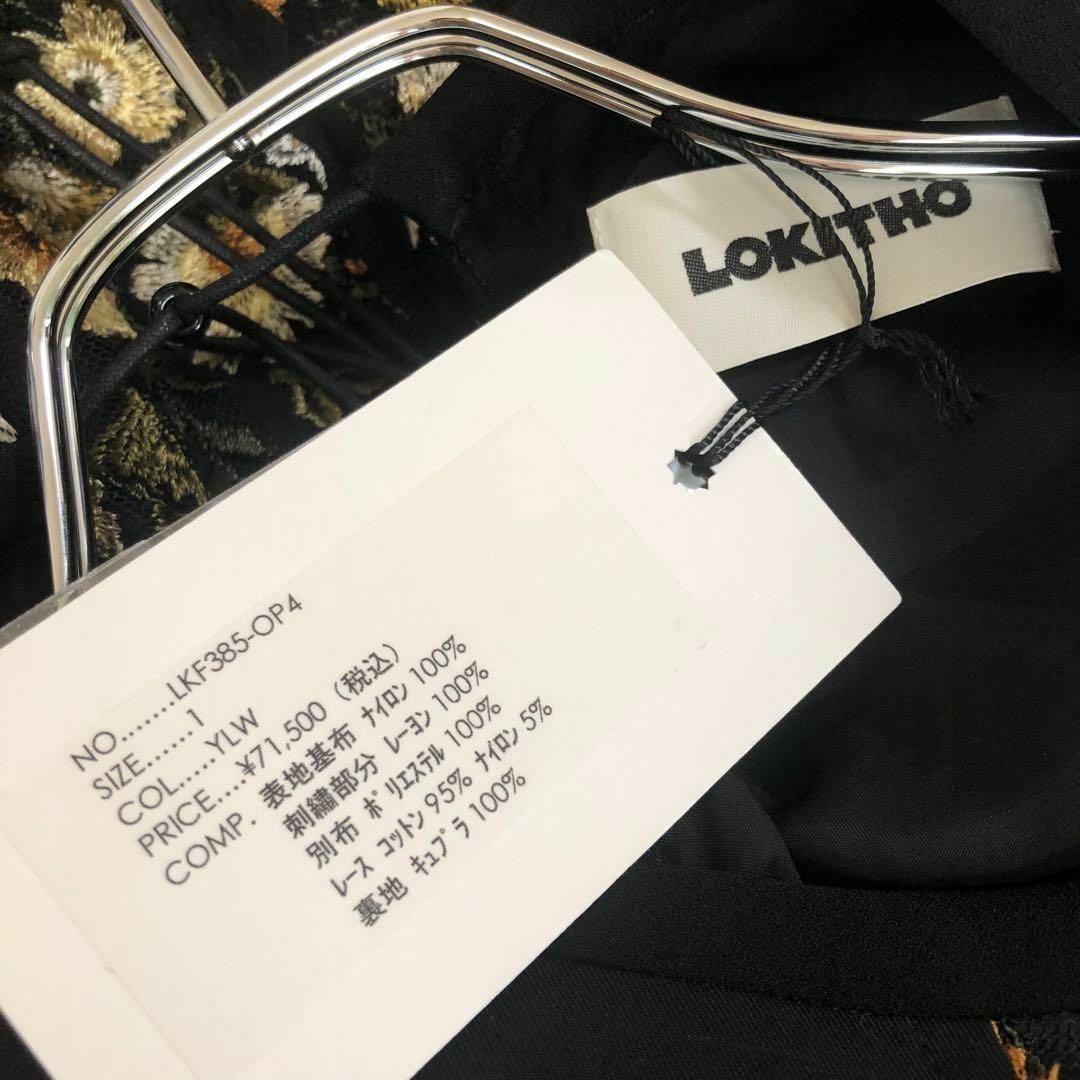 LOKITHO
NO.......LKF385-OP4
SIZE......1
COL....YLW
PRICE....¥71,500 (税込)
COMP. 表地基布 ナイロン 100%
刺繡部分 レーヨン 100%
別布 ポリエステル 100%
レース コットン 95% ナイロン 5%
裏地 キュプラ 100%